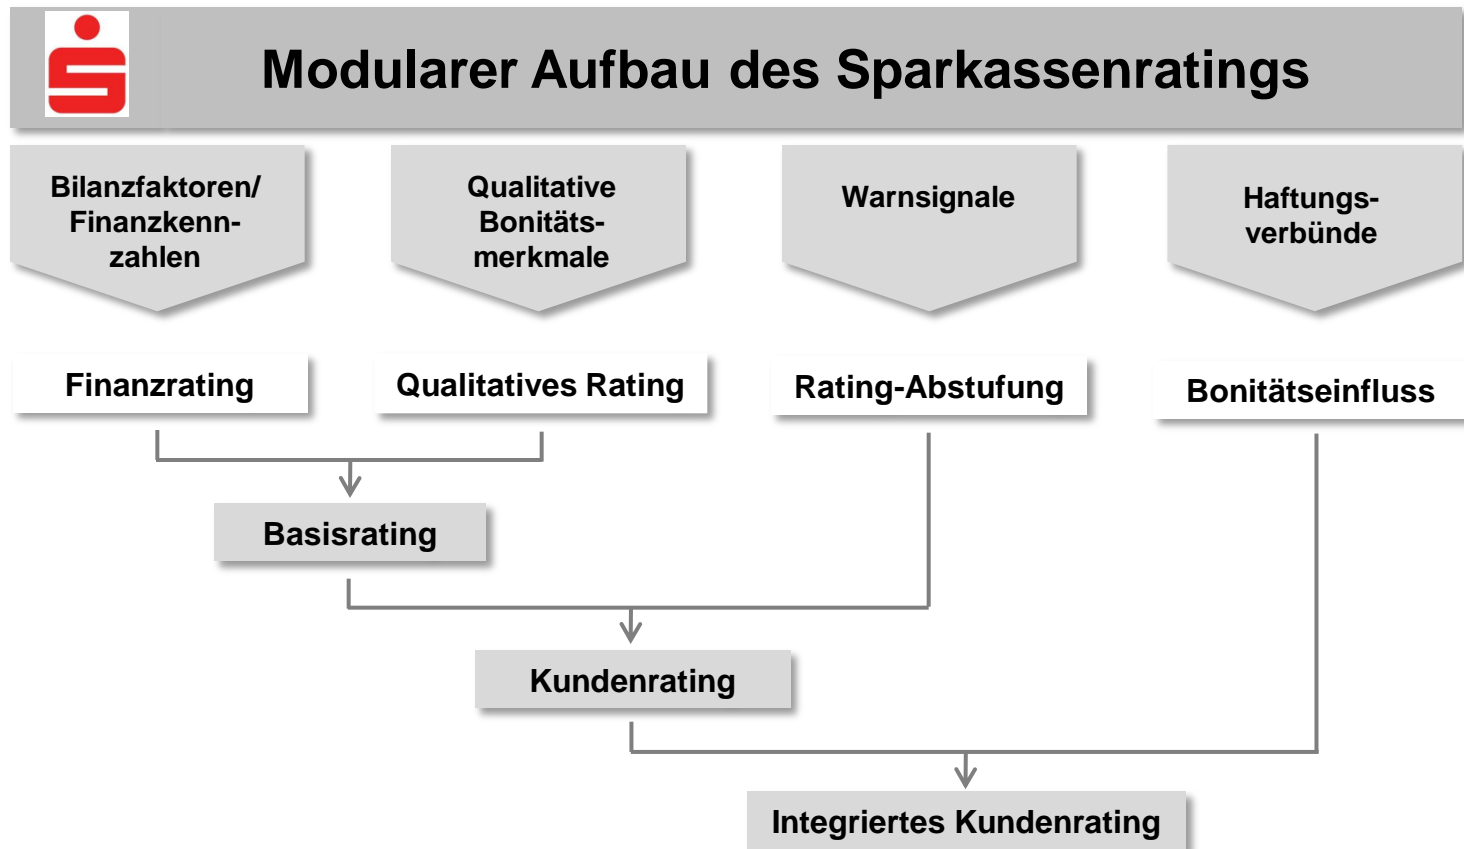 Modularer Aufbau des Sparkassenratings
Bilanzfaktoren/
Finanzkenn-
zahlen
Qualitative
Bonitäts-
merkmale
Warnsignale
Haftungs-
verbünde
Finanzrating
Qualitatives Rating
Rating-Abstufung
Bonitätseinfluss
Basisrating
Kundenrating
Integriertes Kundenrating